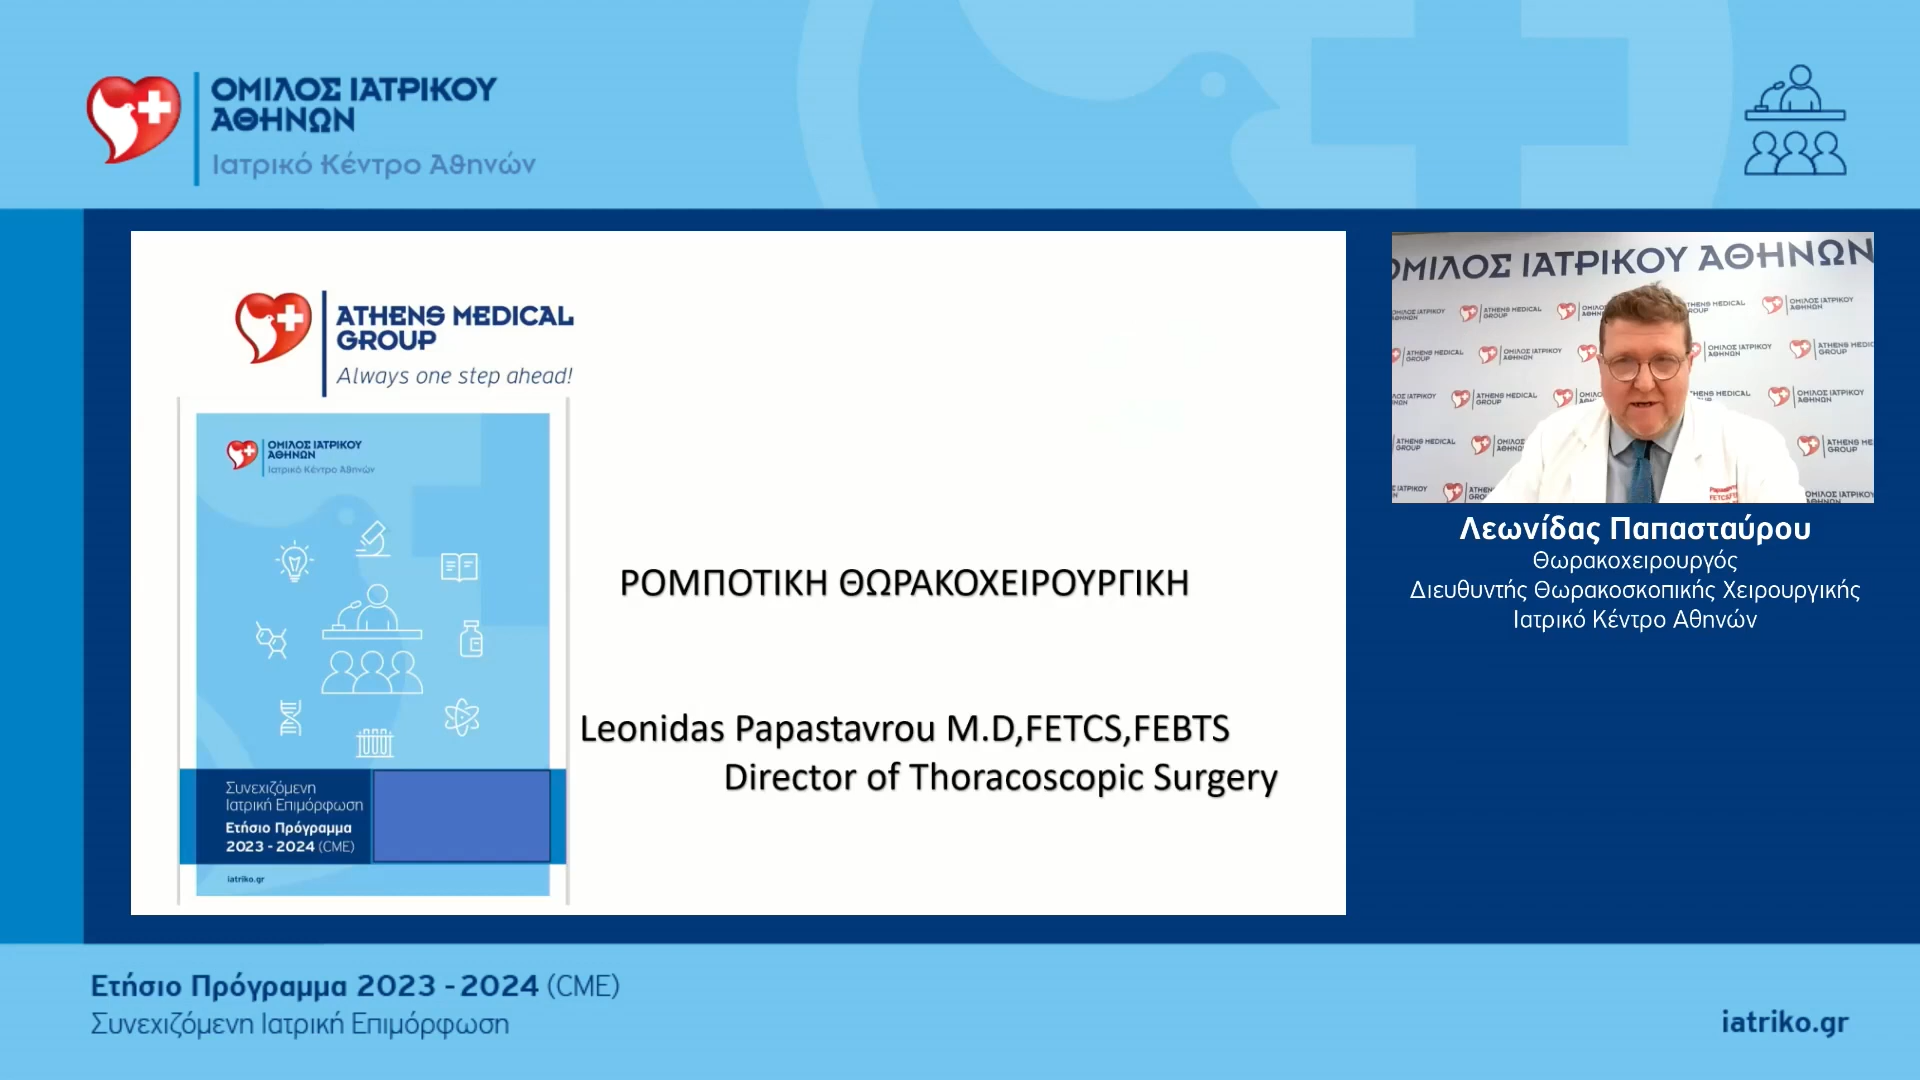 ΟΜΙΛΟΣ ΙΑΤΡΙΚΟΥ
ΑΘΗΝΩΝ
Ιατρικό Κέντρο Αθηνών
ATHENS MEDICAL
GROUP
Always one step ahead!
ΟΜΙΛΟΣ ΙΑΤΡΙΚΟΥ
ΑΘΗΝΩΝ
Ιατρικό Κέντρο Αθηνών
Συνεχιζόμενη
Ιατρική Επιμόρφωση
Ετήσιο Πρόγραμμα
2023 - 2024 (CME)
iatriko.gr
ΡΟΜΠΟΤΙΚΗ ΘΩΡΑΚΟΧΕΙΡΟΥΡΓΙΚΗ
Leonidas Papastavrou M.D,FETCS,FEBTS
Director of Thoracoscopic Surgery
ΟΜΙΛΟΣ ΙΑΤΡΙΚΟΥ ΑΘΗΝΩΝ
Λεωνίδας Παπασταύρου
Θωρακοχειρουργός
Διευθυντής Θωρακοσκοπικής Χειρουργικής
Ιατρικό Κέντρο Αθηνών
Ετήσιο Πρόγραμμα 2023 - 2024 (CME)
Συνεχιζόμενη Ιατρική Επιμόρφωση
iatriko.gr